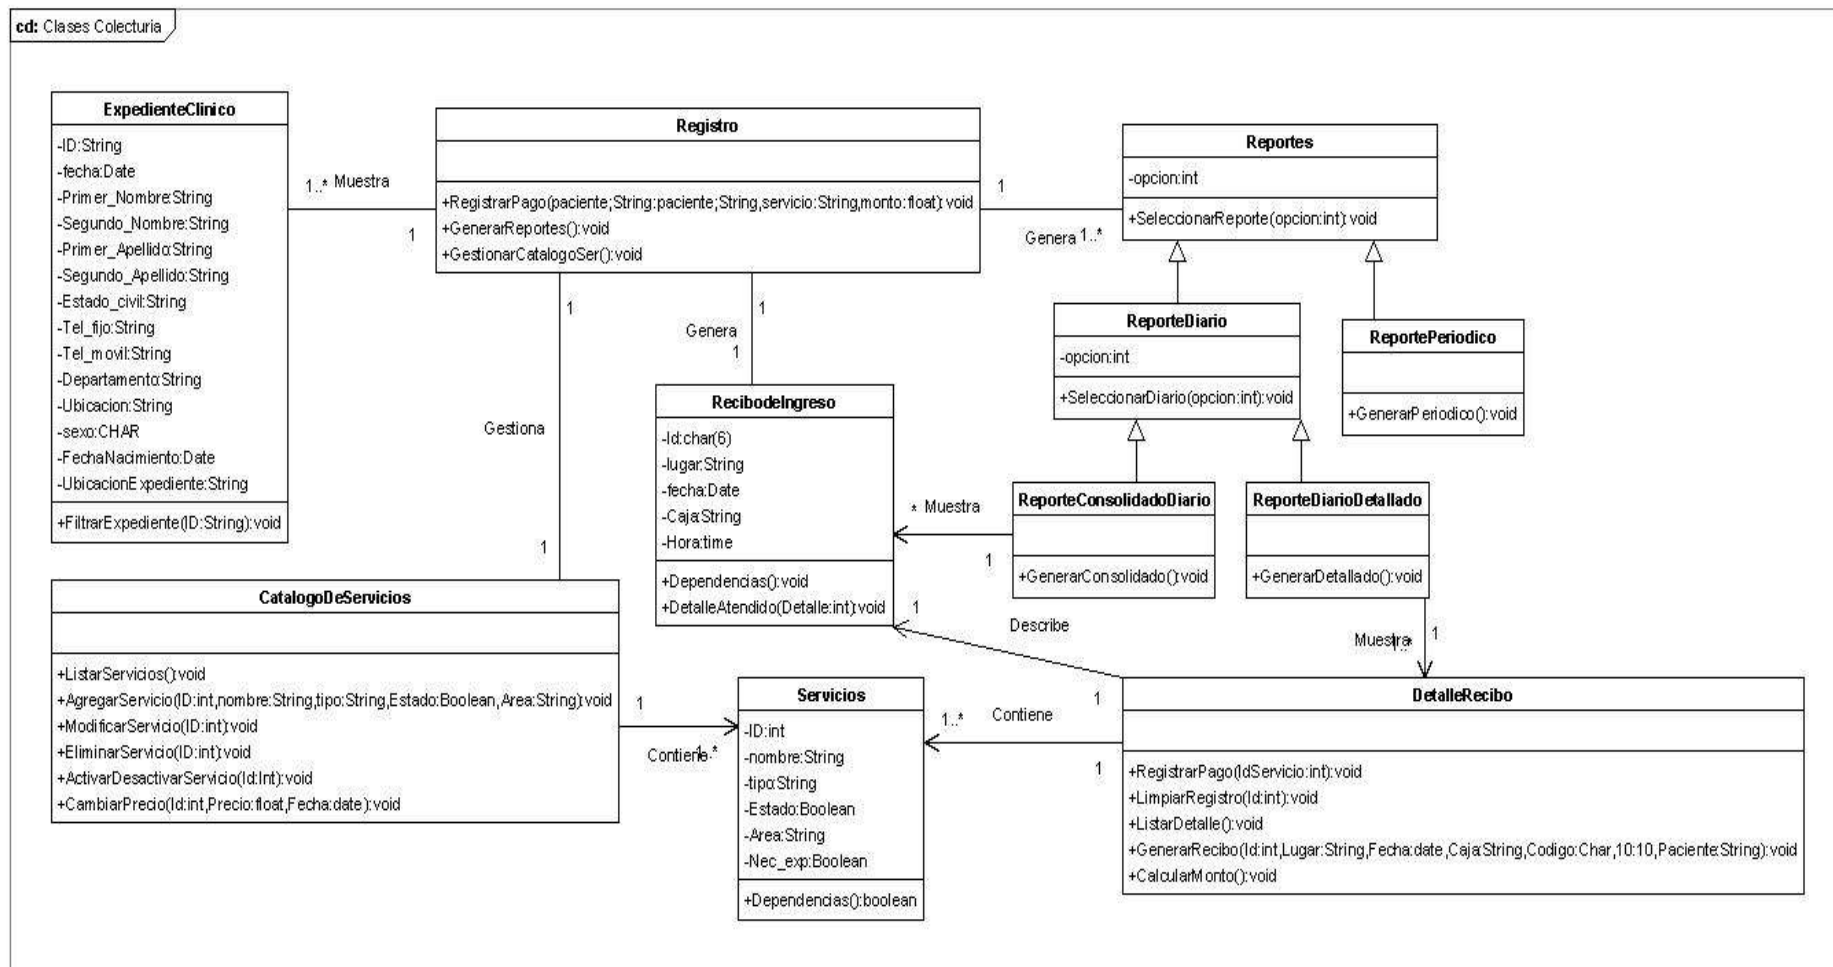 cd: Clases Colecturia
ExpedienteClinico
-ID:String
-fecha:Date
-Primer_Nombre:String
-Segundo_Nombre:String
-Primer_Apellido:String
-Segundo_Apellido:String
-Estado_civil:String
-Tel_fijo:String
-Tel_movil:String
-Departamento:String
-Ubicacion:String
-sexo:CHAR
-FechaNacimiento:Date
-UbicacionExpediente:String
+FiltrarExpediente(ID:String):void
1..* Muestra
1
Registro
+RegistrarPago(paciente;String:paciente;String,servicio:String,monto:float):void
+GenerarReportes():void
+GestionarCatalogoSer():void
1
Genera 1..*
Reportes
-opcion:int
+SeleccionarReporte(opcion:int):void
ReporteDiario
-opcion:int
+SeleccionarDiario(opcion:int):void
ReportePeriodico
+GenerarPeriodico():void
1
Gestiona
1
1
Genera
1
RecibodeIngreso
-Id:char(6)
-lugar:String
-fecha:Date
-Caja:String
-Hora:time
+Dependencias():void
+DetalleAtendido(Detalle:int):void
* Muestra
1
ReporteConsolidadoDiario
+GenerarConsolidado():void
ReporteDiarioDetallado
+GenerarDetallado():void
1
Describe
1
Muestra 1..*
1
CatalogoDeServicios
+ListarServicios():void
+AgregarServicio(ID:int,nombre:String,tipo:String,Estado:Boolean,Area:String):void
+ModificarServicio(ID:int):void
+EliminarServicio(ID:int):void
+ActivarDesactivarServicio(Id:Int):void
+CambiarPrecio(Id:int,Precio:float,Fecha:date):void
1
Contiene 1..*
Servicios
-ID:int
-nombre:String
-tipo:String
-Estado:Boolean
-Area:String
-Nec_exp:Boolean
+Dependencias():boolean
1..* Contiene
1
DetalleRecibo
+RegistrarPago(IdServicio:int):void
+LimpiarRegistro(Id:int):void
+ListarDetalle():void
+GenerarRecibo(Id:int,Lugar:String,Fecha:date,Caja:String,Codigo:Char,10:10,Paciente:String):void
+CalcularMonto():void